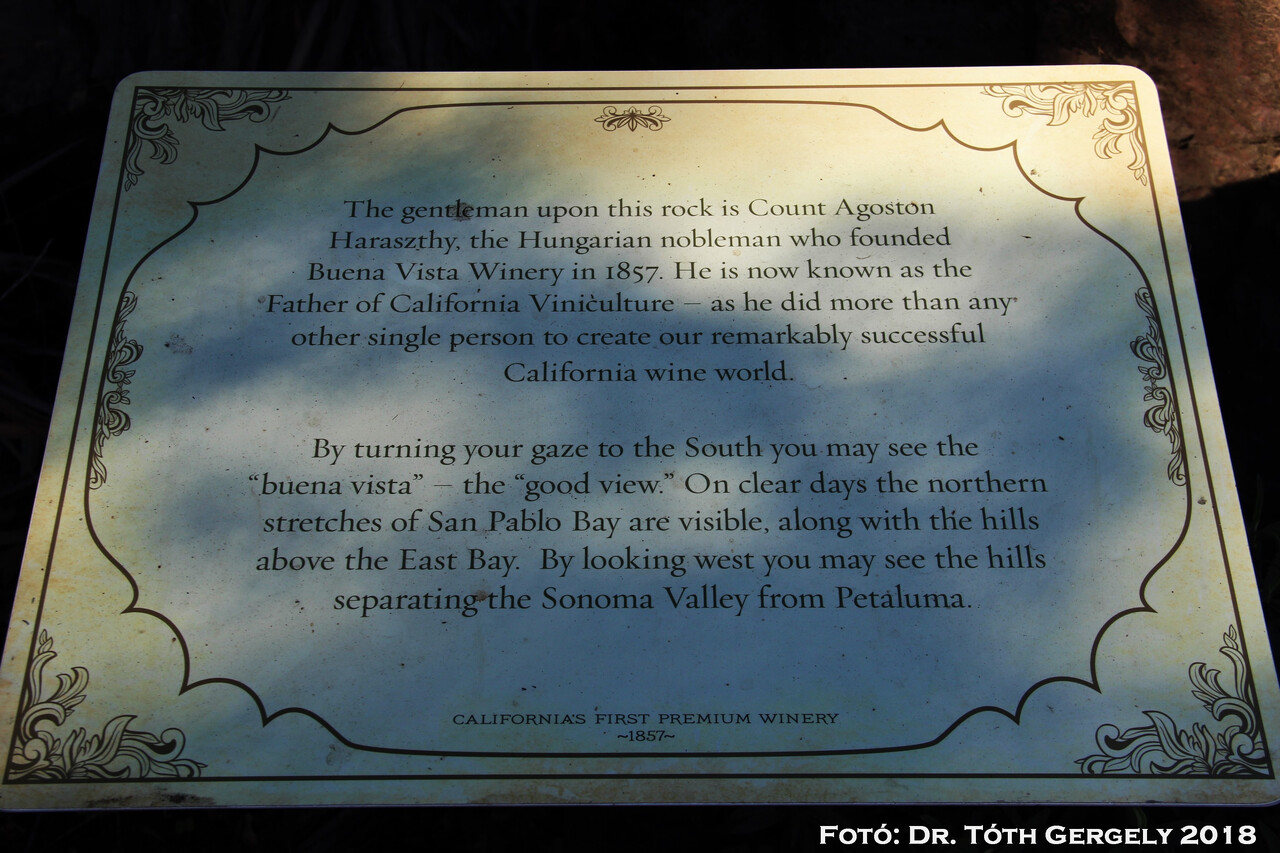 The gentleman upon this rock is Count Agoston
Haraszthy, the Hungarian nobleman who founded
Buena Vista Winery in 1857. He is now known as the
Father of California Viniculture – as he did more than any
other single person to create our remarkably successful
California wine world.
By turning your gaze to the South you may see the
“buena vista” – the “good view.” On clear days the northern
stretches of San Pablo Bay are visible, along with the hills
above the East Bay. By looking west you may see the hills
separating the Sonoma Valley from Petaluma.
CALIFORNIA'S FIRST PREMIUM WINERY
~1857~
Fotó: Dr. Tóth Gergely 2018